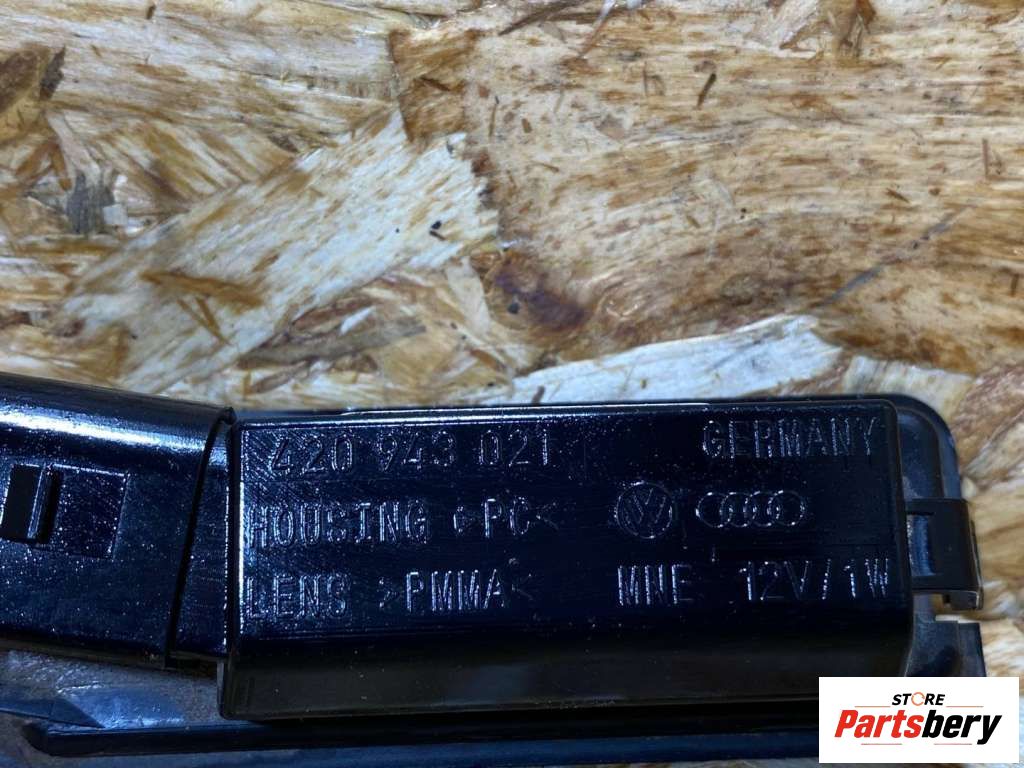 420 943 021 GERMANY
HOUSING >PC<
LENS >PMMA< MNE 12V/1W
STORE
Partsbery